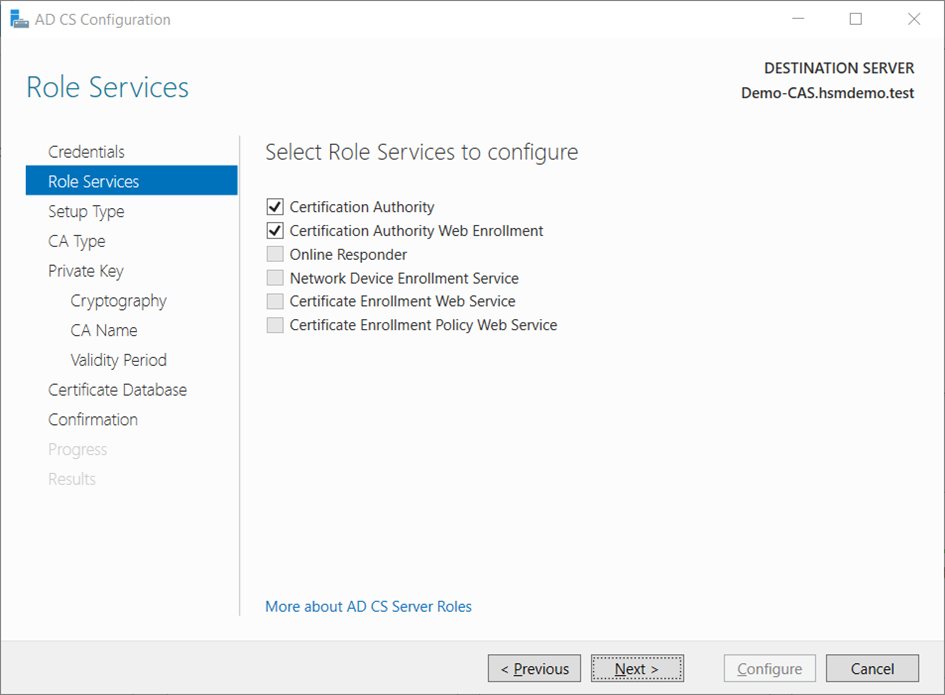 AD CS Configuration
Role Services
DESTINATION SERVER
Demo-CAS.hsmdemo.test
Credentials
Role Services
Setup Type
CA Type
Private Key
Cryptography
CA Name
Validity Period
Certificate Database
Confirmation
Progress
Results
Select Role Services to configure
Certification Authority
Certification Authority Web Enrollment
Online Responder
Network Device Enrollment Service
Certificate Enrollment Web Service
Certificate Enrollment Policy Web Service
More about AD CS Server Roles
< Previous
Next >
Configure
Cancel